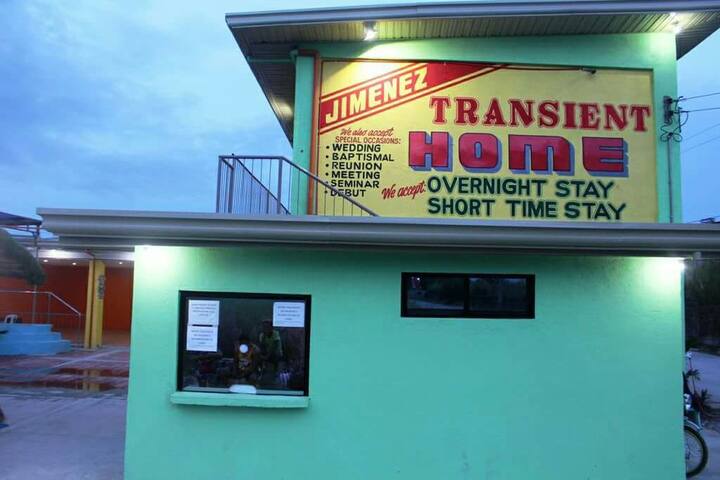 JIMENEZ
TRANSIENT
HOME
We also accept
SPECIAL OCCASIONS:
• WEDDING
• BAPTISMAL
• REUNION
• MEETING
• SEMINAR
• DEBUT
We accept: OVERNIGHT STAY
SHORT TIME STAY